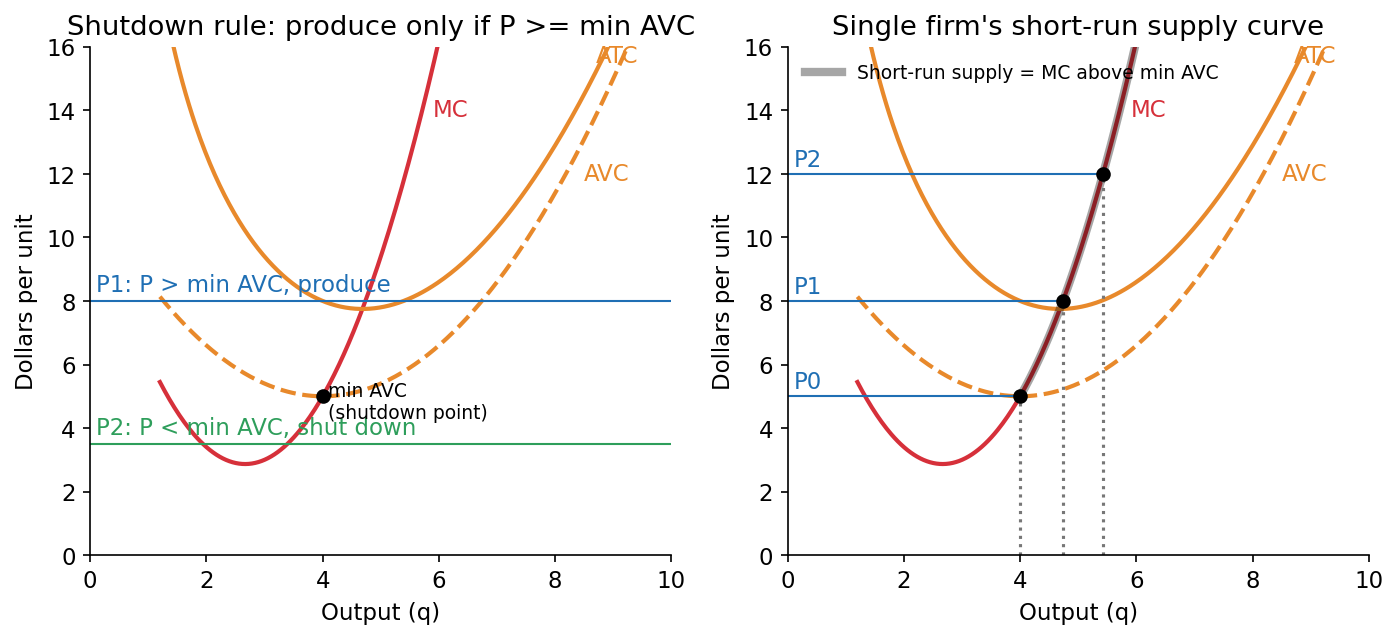 Shutdown rule: produce only if P >= min AVC
16
14
12
10
8
6
4
2
0
Dollars per unit
ATC
MC
AVC
P1: P > min AVC, produce
min AVC
(shutdown point)
P2: P < min AVC, shut down
0 2 4 6 8 10
Output (q)
Single firm's short-run supply curve
16
14
12
10
8
6
4
2
0
Dollars per unit
Short-run supply = MC above min AVC
ATC
MC
P2
AVC
P1
P0
0 2 4 6 8 10
Output (q)